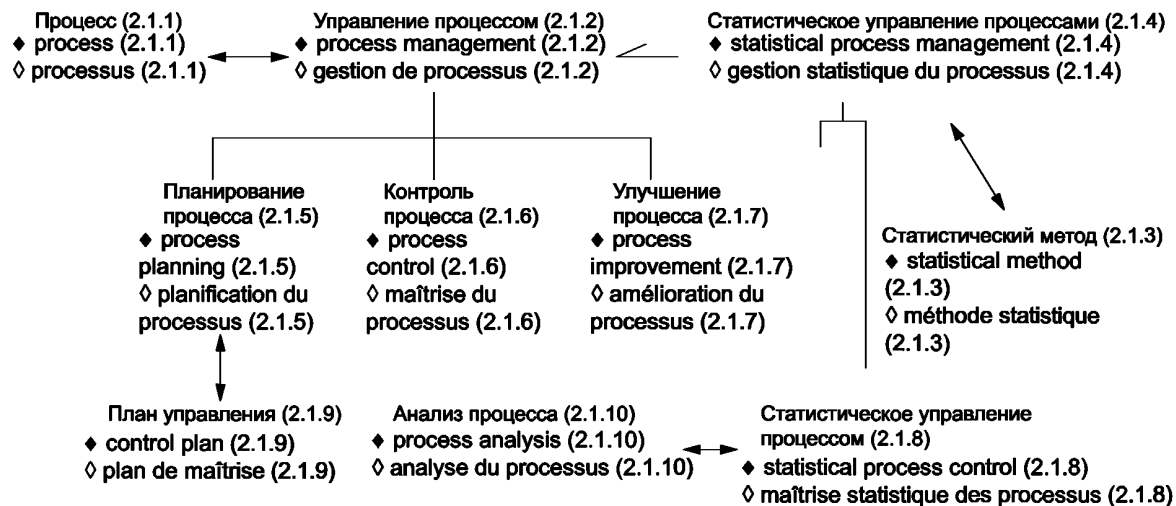 Процесс (2.1.1)
♦ process (2.1.1)
◊ processus (2.1.1)
Управление процессом (2.1.2)
♦ process management (2.1.2)
◊ gestion de processus (2.1.2)
Статистическое управление процессами (2.1.4)
♦ statistical process management (2.1.4)
◊ gestion statistique du processus (2.1.4)
Планирование
процесса (2.1.5)
♦ process
planning (2.1.5)
◊ planification du
processus (2.1.5)
Контроль
процесса (2.1.6)
♦ process
control (2.1.6)
◊ maîtrise du
processus (2.1.6)
Улучшение
процесса (2.1.7)
♦ process
improvement (2.1.7)
◊ amélioration du
processus (2.1.7)
Статистический метод (2.1.3)
♦ statistical method
(2.1.3)
◊ méthode statistique
(2.1.3)
План управления (2.1.9)
♦ control plan (2.1.9)
◊ plan de maîtrise (2.1.9)
Анализ процесса (2.1.10)
♦ process analysis (2.1.10)
◊ analyse du processus (2.1.10)
Статистическое управление
процессом (2.1.8)
♦ statistical process control (2.1.8)
◊ maîtrise statistique des processus (2.1.8)